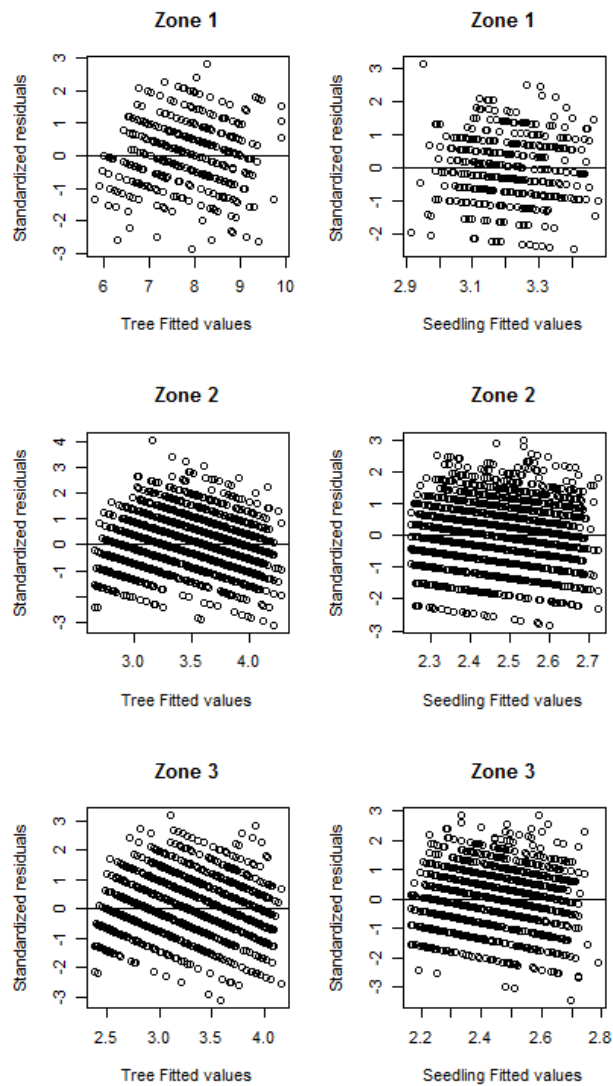 Zone 1
Standardized residuals
3
2
1
0
-1
-2
-3
6 7 8 9 10
Tree Fitted values
Zone 1
Standardized residuals
3
2
1
0
-2
2.9 3.1 3.3
Seedling Fitted values
Zone 2
Standardized residuals
4
3
2
1
0
-1
-3
3.0 3.5 4.0
Tree Fitted values
Zone 2
Standardized residuals
3
2
1
0
-1
-2
-3
2.3 2.4 2.5 2.6 2.7
Seedling Fitted values
Zone 3
Standardized residuals
3
2
1
0
-1
-2
-3
2.5 3.0 3.5 4.0
Tree Fitted values
Zone 3
Standardized residuals
3
2
1
0
-1
-3
2.2 2.4 2.6 2.8
Seedling Fitted values